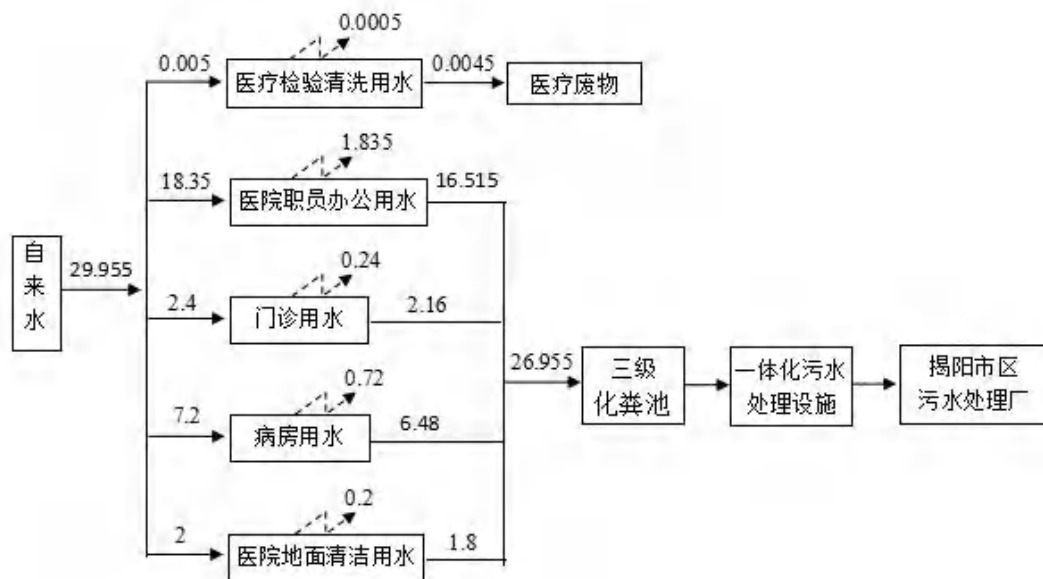 0.0005
0.005
医疗检验清洗用水
0.0045
医疗废物
1.835
18.35
医院职员办公用水
16.515
自来水
29.955
0.24
2.4
门诊用水
2.16
26.955
三级
化粪池
一体化污水
处理设施
揭阳市区
污水处理厂
0.72
7.2
病房用水
6.48
0.2
2
医院地面清洁用水
1.8